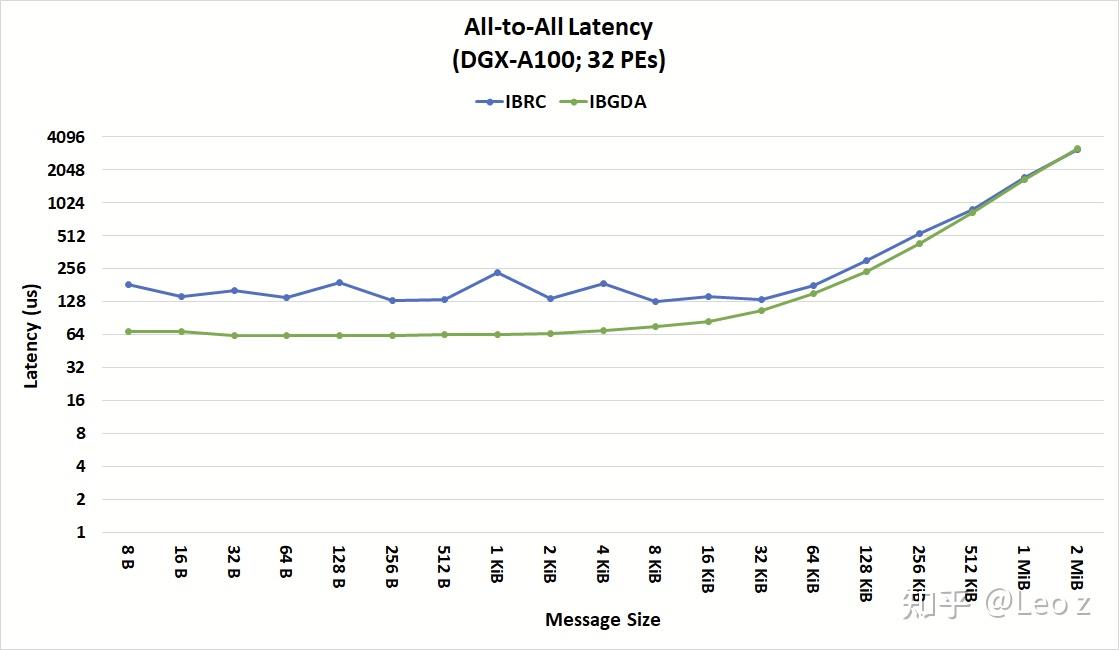 All-to-All Latency
(DGX-A100; 32 PEs)
IBRC IBGDA
4096
2048
1024
512
256
128
64
32
16
8
4
2
1
Latency (us)
8 B 16 B 32 B 64 B 128 B 256 B 512 B 1 KiB 2 KiB 4 KiB 8 KiB 16 KiB 32 KiB 64 KiB 128 KiB 256 KiB 512 KiB 1 MiB 2 MiB
Message Size
知乎 @Leo z